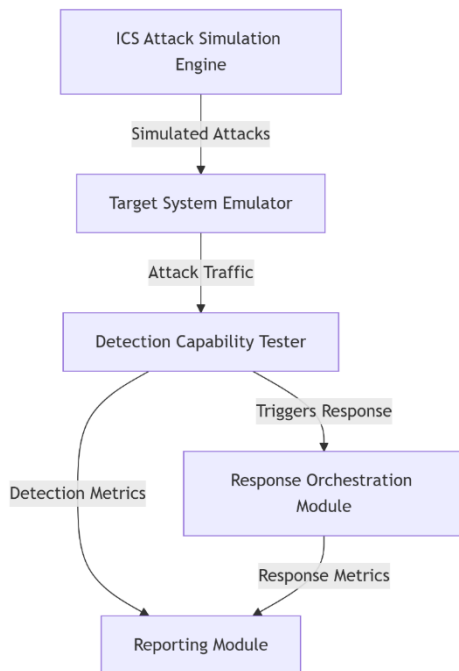 ICS Attack Simulation
Engine
Simulated Attacks
Target System Emulator
Attack Traffic
Detection Capability Tester
Triggers Response
Detection Metrics
Response Orchestration
Module
Response Metrics
Reporting Module